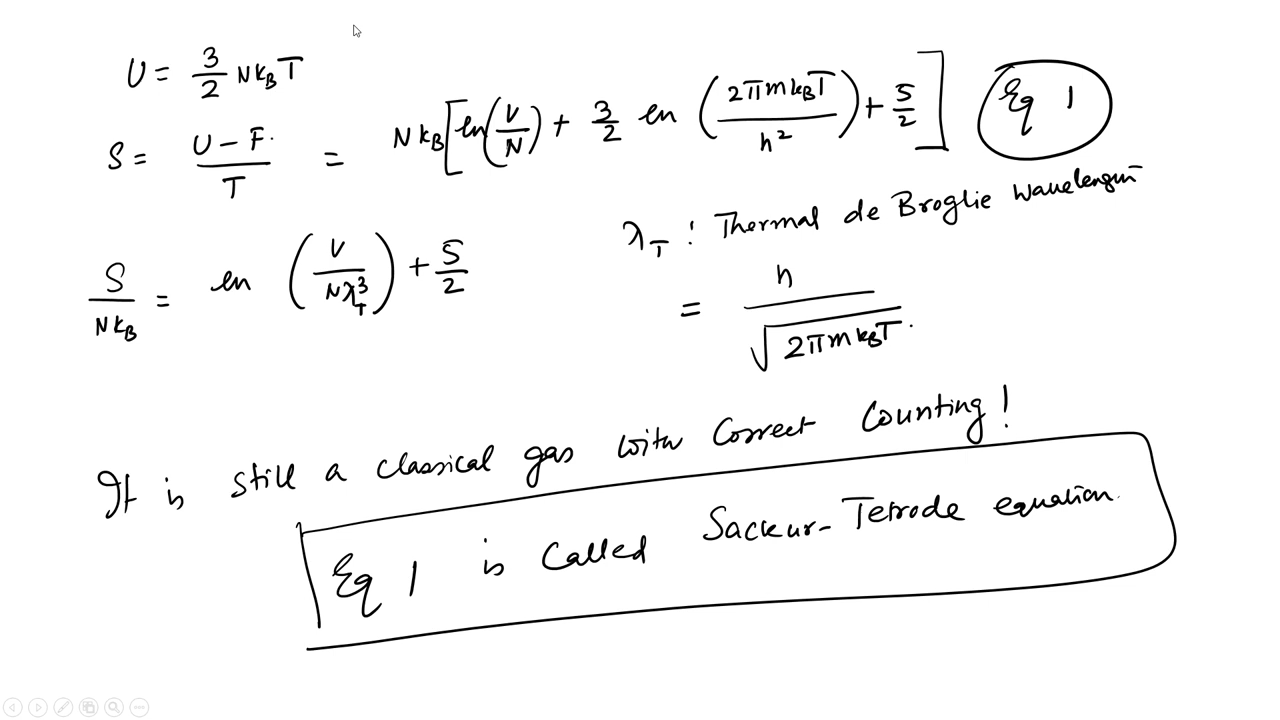 U = 3/2 N k_B T
S = (U − F)/T = N k_B [ ln(V/N) + 3/2 ln (2πm k_B T / h²) + 5/2 ] Eq 1
λ_T : Thermal de Broglie wavelength
S/(N k_B) = ln (V / N λ_T³) + 5/2
= h / √(2πm k_B T).
It is still a classical gas with correct counting!
Eq 1 is called Sackur-Tetrode equation.